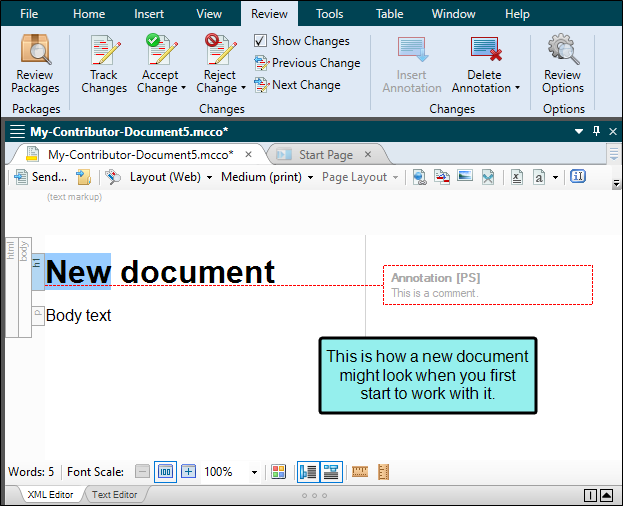 File Home Insert View Review Tools Table Window Help
Review Packages
Track Changes
Accept Change
Reject Change
Show Changes
Previous Change
Next Change
Insert Annotation
Delete Annotation
Review Options
Packages Changes Changes Options
My-Contributor-Document5.mcco*
My-Contributor-Document5.mcco* Start Page
Send... Layout (Web) Medium (print) Page Layout x a
(text markup)
html
body
h1
New document
Annotation [PS]
This is a comment.
p
Body text
This is how a new document
might look when you first
start to work with it.
Words: 5 Font Scale: 100 100%
XML Editor Text Editor